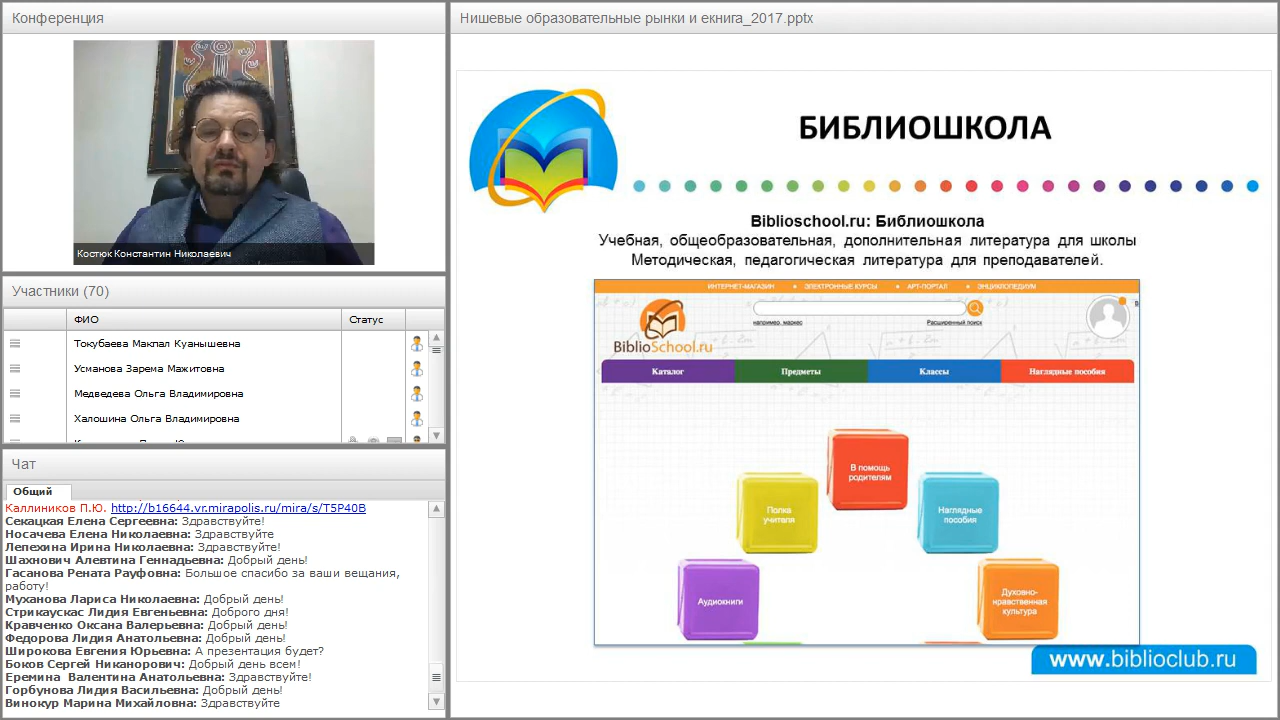 Конференция
Костюк Константин Николаевич
Участники (70)
ФИО
Статус
Токубаева Макпал Куанышевна
Усманова Зарема Мажитовна
Медведева Ольга Владимировна
Халошина Ольга Владимировна
Чат
Общий
Каллиников П.Ю. http://b16644.vr.mirapolis.ru/mira/s/T5P40B
Секацкая Елена Сергеевна: Здравствуйте!
Носачева Елена Николаевна: Здравствуйте
Лепехина Ирина Николаевна: Здравствуйте!
Шахнович Алевтина Геннадьевна: Добрый день!
Гасанова Рената Рауфовна: Большое спасибо за ваши вещания,
работу!
Муханова Лариса Николаевна: Добрый день!
Стрикаускас Лидия Евгеньевна: Доброго дня!
Кравченко Оксана Валерьевна: Добрый день!
Федорова Лидия Анатольевна: Добрый день!
Широкова Евгения Юрьевна: А презентация будет?
Боков Сергей Никанорович: Добрый день всем!
Еремина Валентина Анатольевна: Здравствуйте!
Горбунова Лидия Васильевна: Добрый день!
Винокур Марина Михайловна: Здравствуйте
Нишевые образовательные рынки и екнига_2017.pptx
БИБЛИОШКОЛА
Biblioschool.ru: Библиошкола
Учебная, общеобразовательная, дополнительная литература для школы
Методическая, педагогическая литература для преподавателей.
ИНТЕРНЕТ-МАГАЗИН • ЭЛЕКТРОННЫЕ КУРСЫ • АРТ-ПОРТАЛ • ЭНЦИКЛОПЕДИУМ
BiblioSchool.ru
например, маркес
Расширенный поиск
Каталог
Предметы
Классы
Наглядные пособия
В помощь
родителям
Полка
учителя
Наглядные
пособия
Аудиокниги
Духовно-
нравственная
культура
www.biblioclub.ru